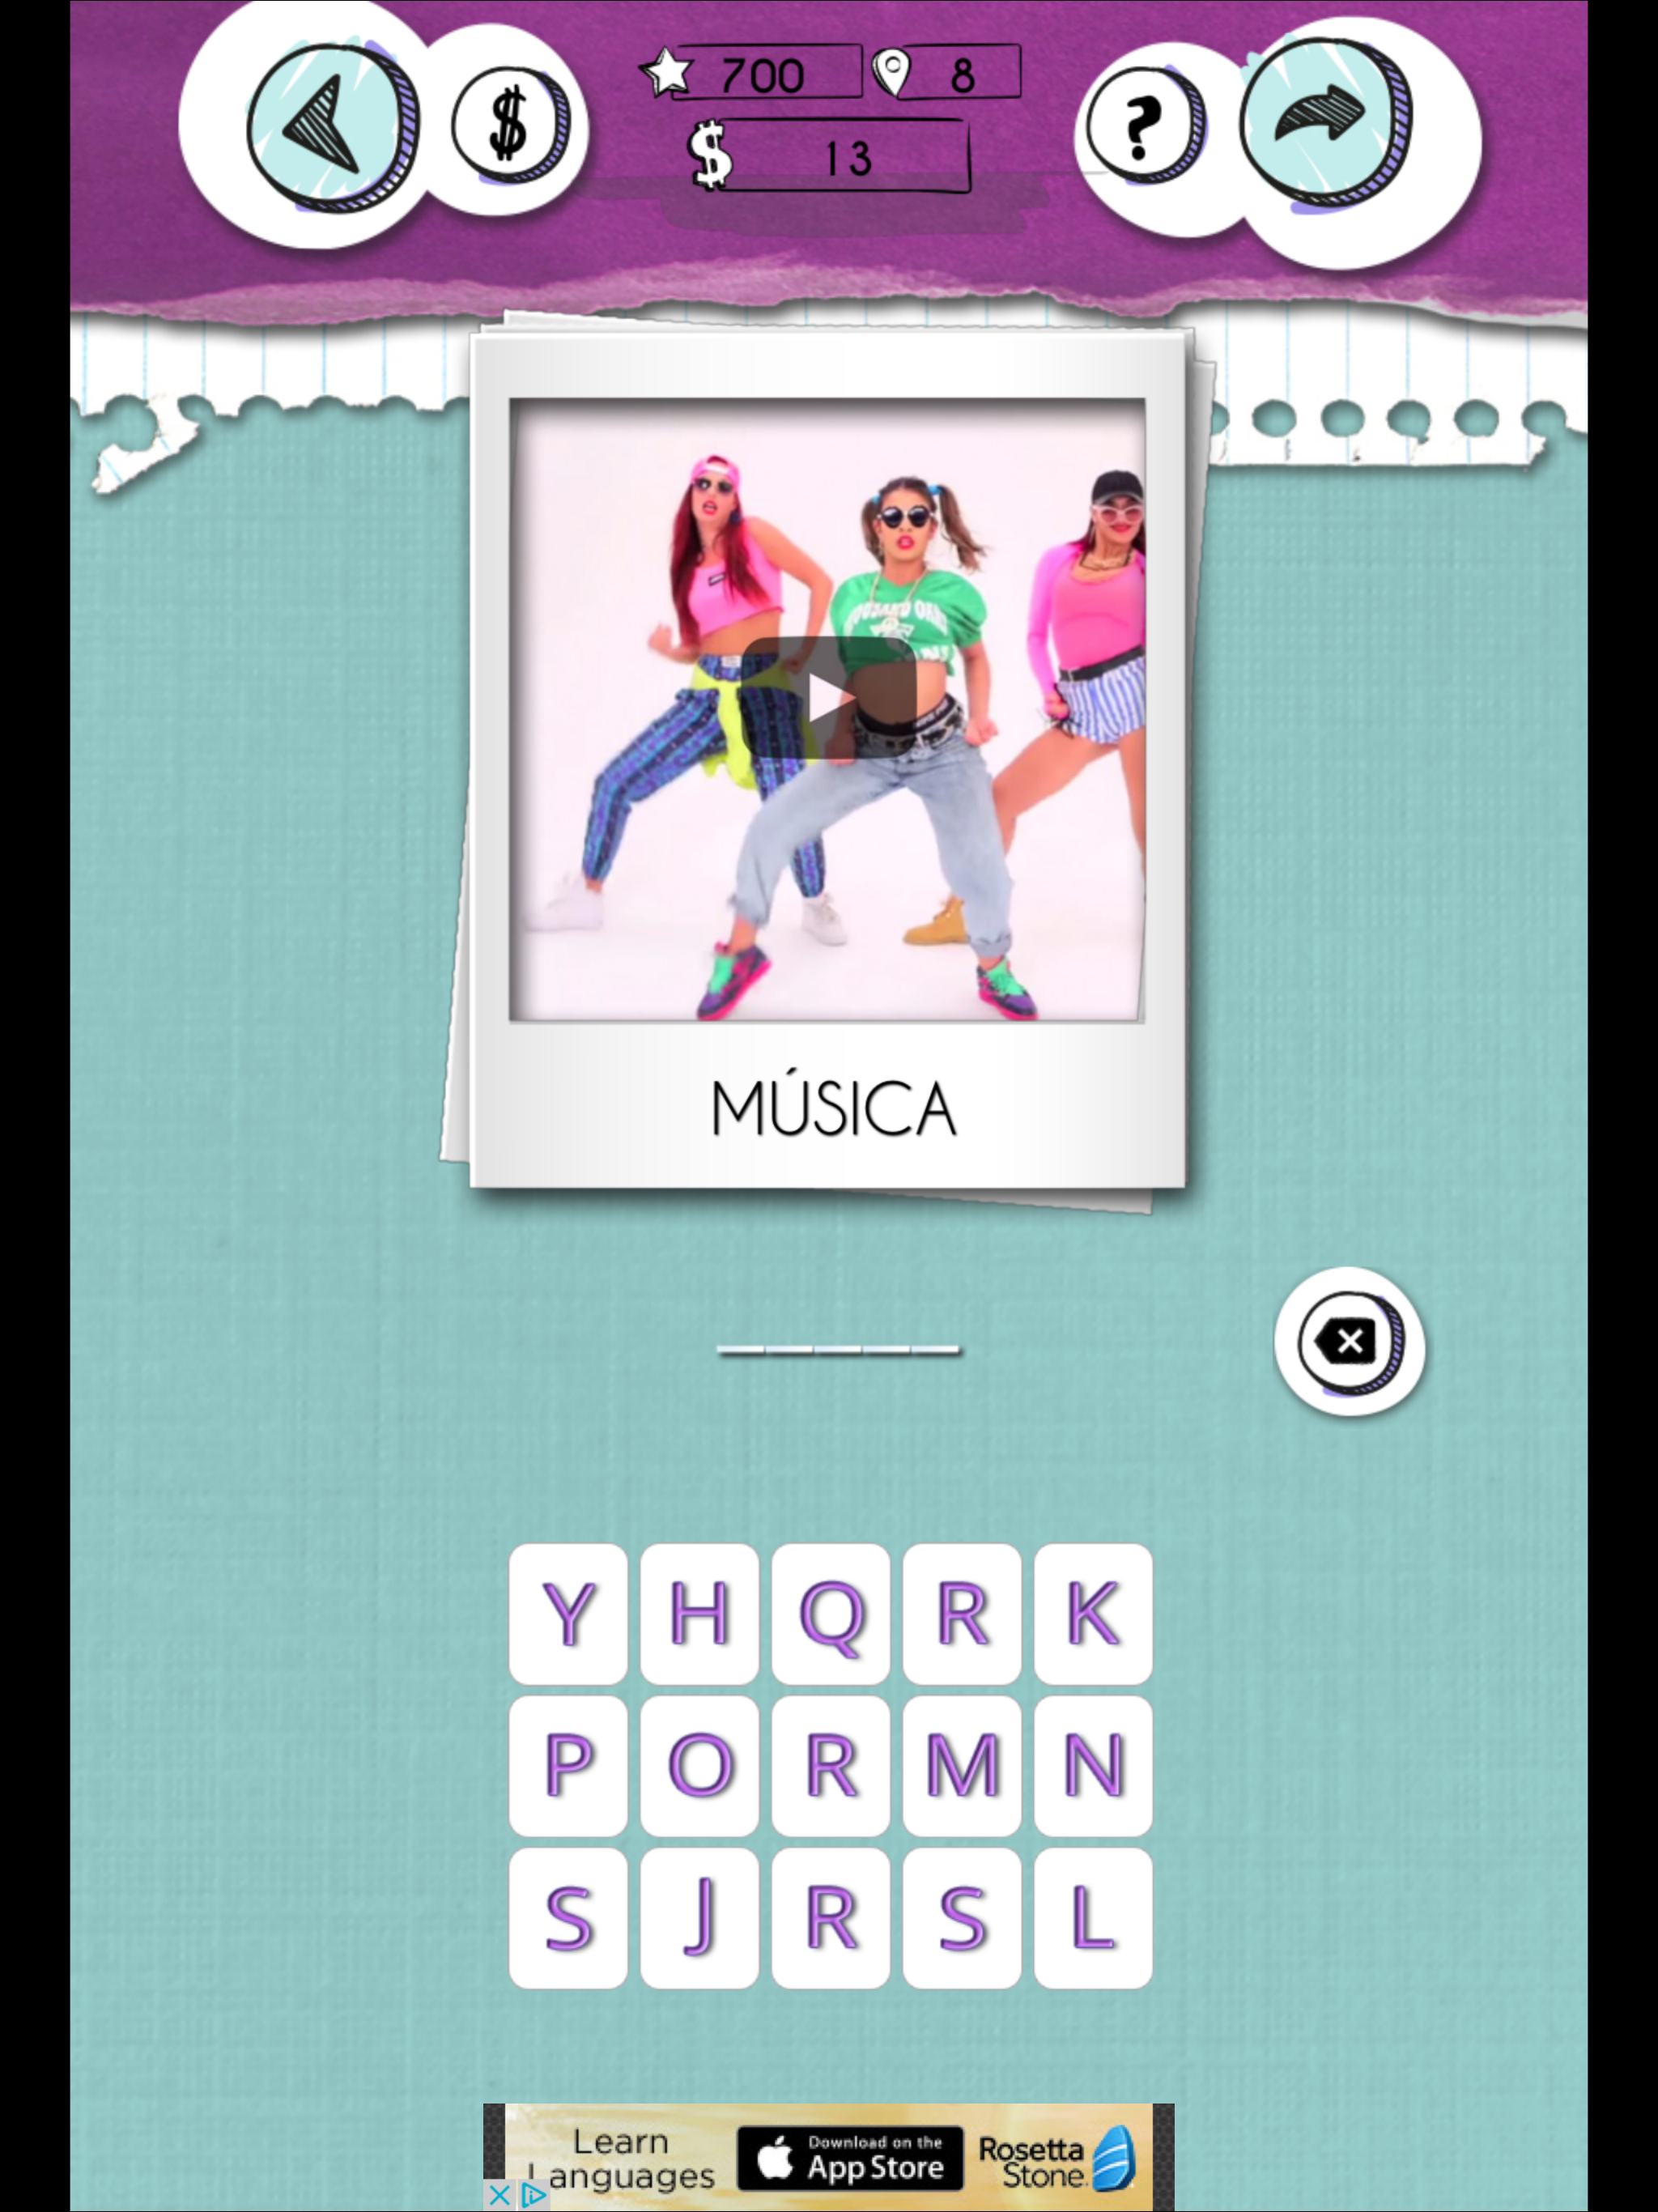 700
8
$
13
?
MÚSICA
Y H Q R K
P O R M N
S J R S L
Learn
Languages
Download on the
App Store
Rosetta
Stone.